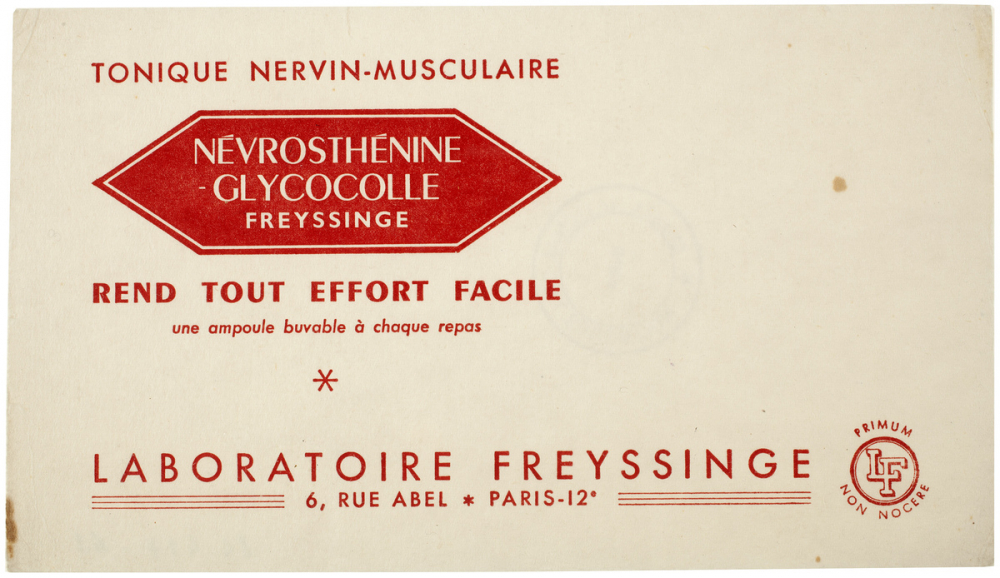 TONIQUE NERVIN-MUSCULAIRE
NÉVROSTHÉNINE
-GLYCOCOLLE
FREYSSINGE
REND TOUT EFFORT FACILE
une ampoule buvable à chaque repas
*
LABORATOIRE FREYSSINGE
6, RUE ABEL * PARIS-12e
PRIMUM
LF
NON NOCERE